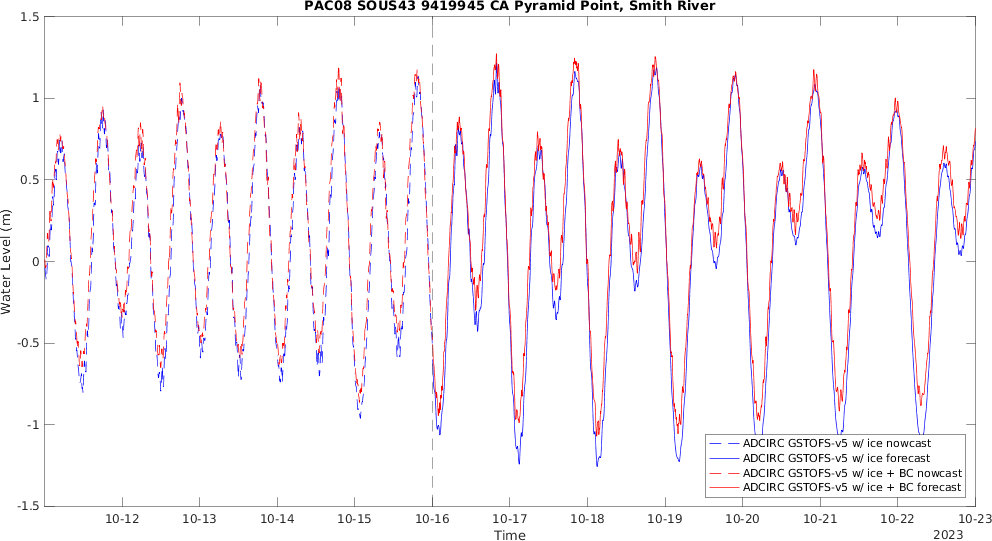 PAC08 SOUS43 9419945 CA Pyramid Point, Smith River
1.5
1
0.5
0
-0.5
-1
-1.5
Water Level (m)
ADCIRC GSTOFS-v5 w/ ice nowcast
ADCIRC GSTOFS-v5 w/ ice forecast
ADCIRC GSTOFS-v5 w/ ice + BC nowcast
ADCIRC GSTOFS-v5 w/ ice + BC forecast
10-12 10-13 10-14 10-15 10-16 10-17 10-18 10-19 10-20 10-21 10-22 10-23
Time
2023